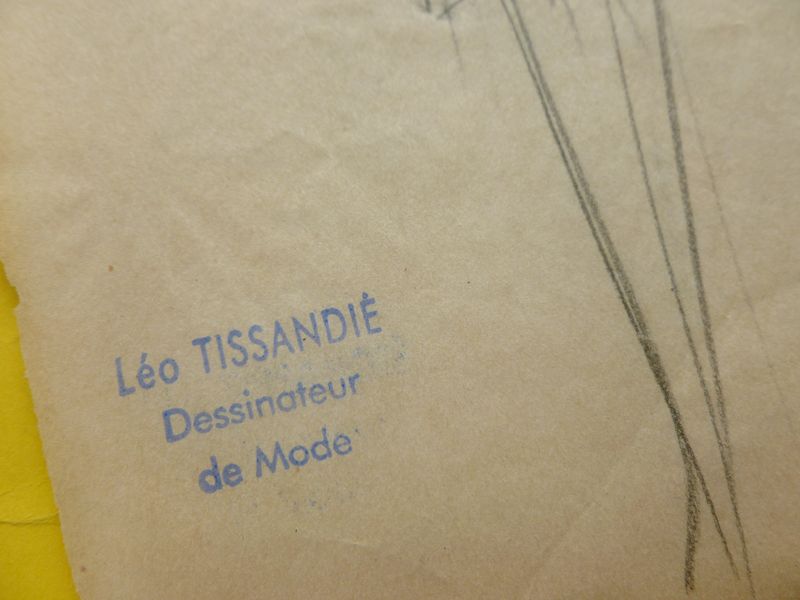 Léo TISSANDIÉ
Dessinateur
de Mode